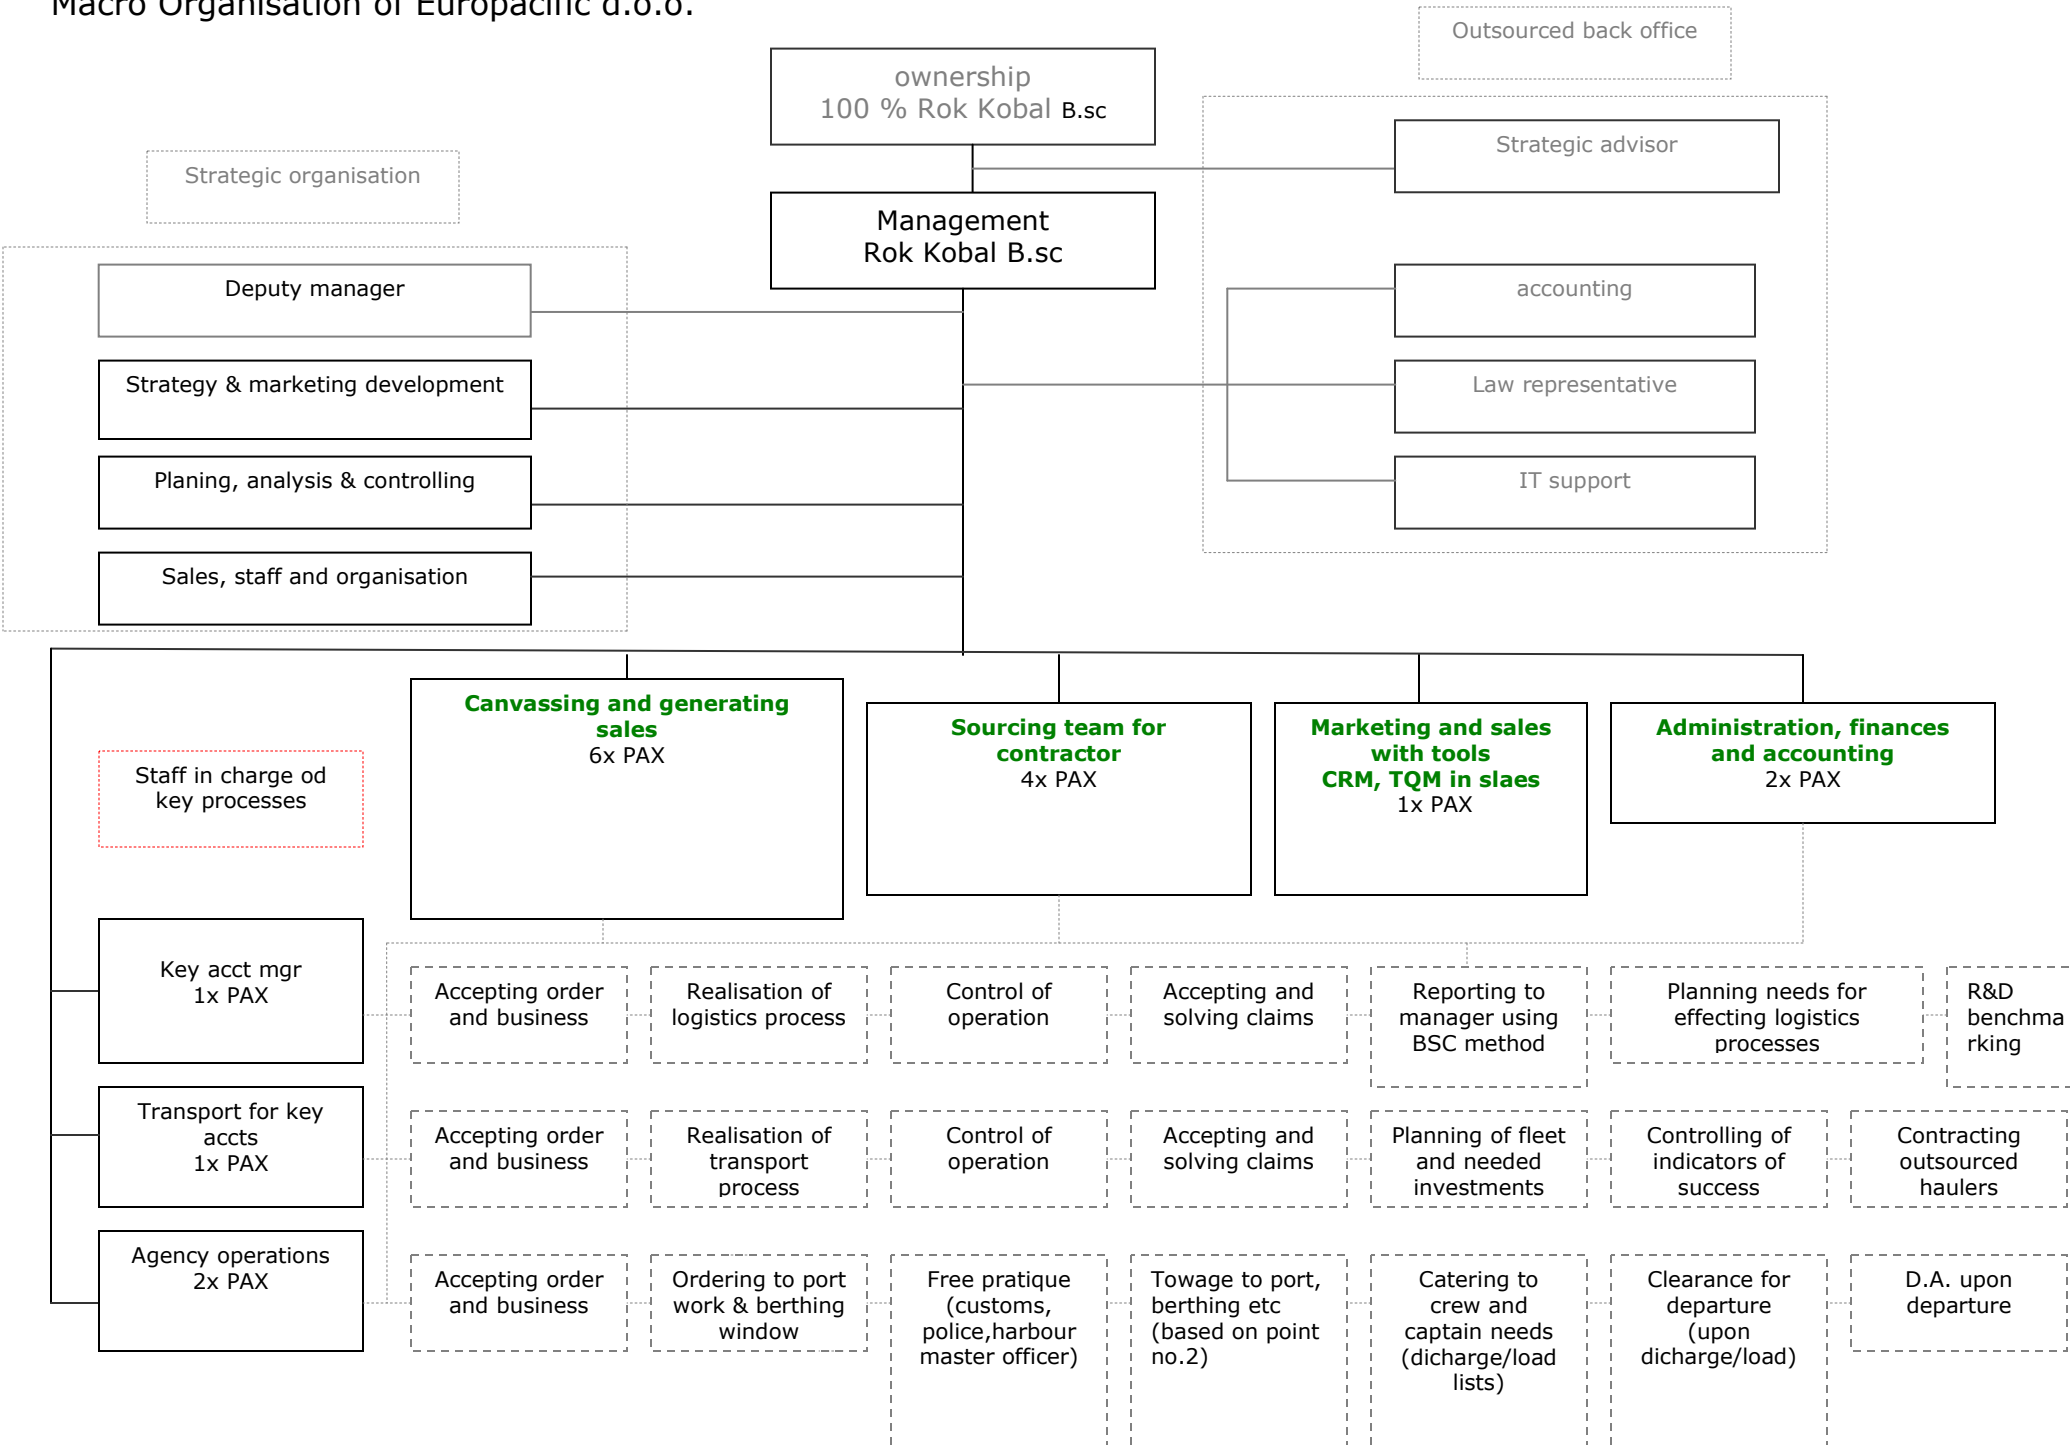 Macro Organisation of Europacific d.o.o.
Outsourced back office
ownership
100 % Rok Kobal B.sc
Strategic advisor
Strategic organisation
Management
Rok Kobal B.sc
Deputy manager
accounting
Strategy & marketing development
Law representative
Planing, analysis & controlling
IT support
Sales, staff and organisation
Canvassing and generating
sales
6x PAX
Sourcing team for
contractor
4x PAX
Marketing and sales
with tools
CRM, TQM in slaes
1x PAX
Administration, finances
and accounting
2x PAX
Staff in charge od
key processes
Key acct mgr
1x PAX
Accepting order
and business
Realisation of
logistics process
Control of
operation
Accepting and
solving claims
Reporting to
manager using
BSC method
Planning needs for
effecting logistics
processes
R&D
benchma
rking
Transport for key
accts
1x PAX
Accepting order
and business
Realisation of
transport
process
Control of
operation
Accepting and
solving claims
Planning of fleet
and needed
investments
Controlling of
indicators of
success
Contracting
outsourced
haulers
Agency operations
2x PAX
Accepting order
and business
Ordering to port
work & berthing
window
Free pratique
(customs,
police,harbour
master officer)
Towage to port,
berthing etc
(based on point
no.2)
Catering to
crew and
captain needs
(dicharge/load
lists)
Clearance for
departure
(upon
dicharge/load)
D.A. upon
departure